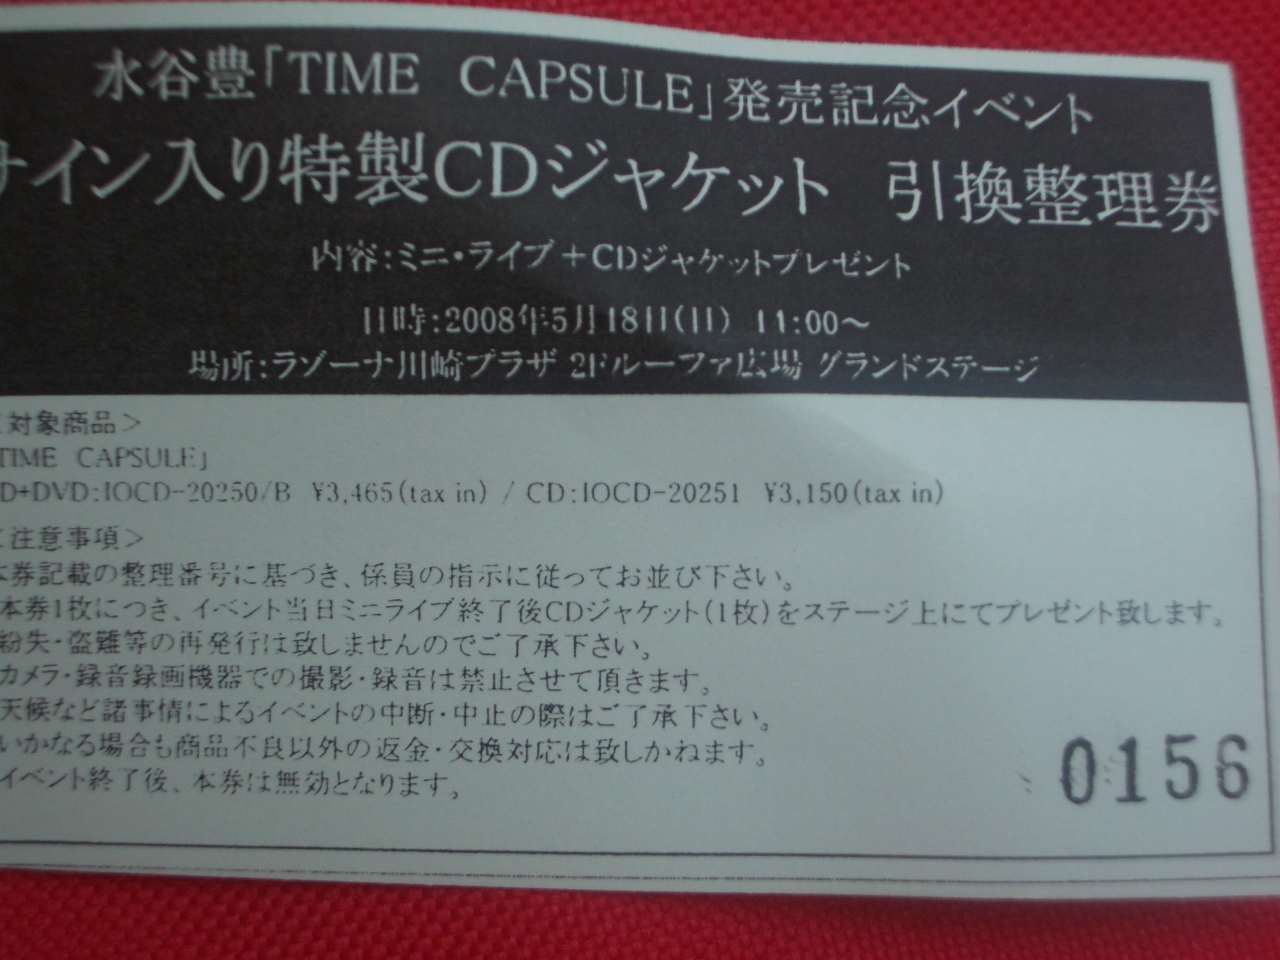 水谷豊「TIME CAPSULE」発売記念イベント
サイン入り特製CDジャケット 引換整理券
内容:ミニ・ライブ+CDジャケットプレゼント
日時:2008年5月18日(日) 11:00〜
場所:ラゾーナ川崎プラザ 2Fルーファ広場 グランドステージ
<対象商品>
TIME CAPSULE」
D+DVD:IOCD-20250/B ¥3,465(tax in) / CD:IOCD-20251 ¥3,150(tax in)
<注意事項>
本券記載の整理番号に基づき、係員の指示に従ってお並び下さい。
本券1枚につき、イベント当日ミニライブ終了後CDジャケット(1枚)をステージ上にてプレゼント致します。
紛失・盗難等の再発行は致しませんのでご了承下さい。
カメラ・録音録画機器での撮影・録音は禁止させて頂きます。
天候など諸事情によるイベントの中断・中止の際はご了承下さい。
いかなる場合も商品不良以外の返金・交換対応は致しかねます。
イベント終了後、本券は無効となります。
0156